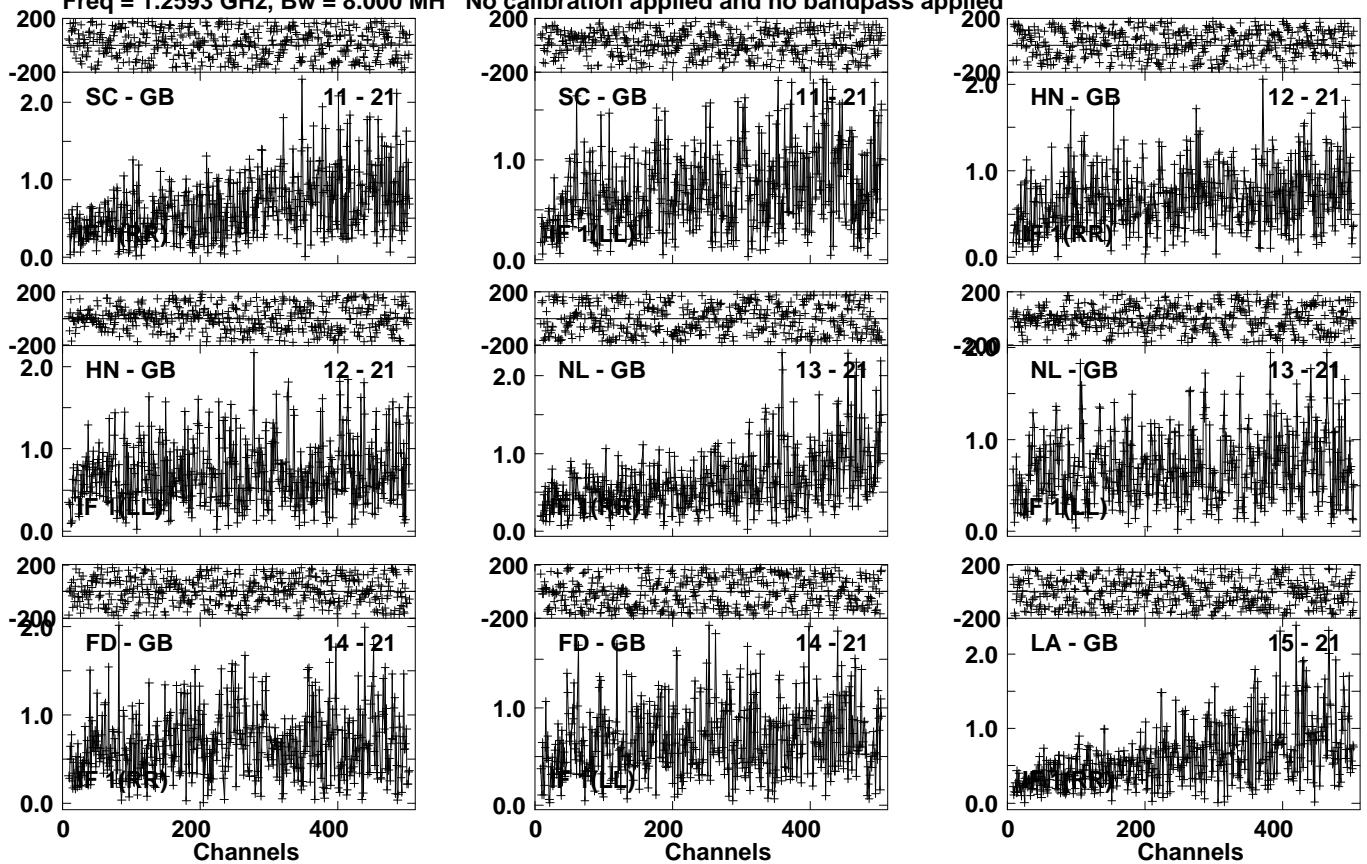 Freq = 1.2593 GHz, Bw = 8.000 MH No calibration applied and no bandpass applied
200 200 200
-200 -200 -200
2.0 SC - GB 11 - 21 SC - GB 11 - 21 2.0 HN - GB 12 - 21
1.0 1.0 1.0
IF 1(RR) IF 1(LL) IF 1(RR)
0.0 0.0 0.0
200 200 200
-200 -200 -200
2.0 HN - GB 12 - 21 2.0 NL - GB 13 - 21 2.0 NL - GB 13 - 21
1.0 1.0 1.0
IF 1(LL) IF 1(RR) IF 1(LL)
0.0 0.0 0.0
200 200 200
-200 -200 -200
2.0 FD - GB 14 - 21 FD - GB 14 - 21 2.0 LA - GB 15 - 21
1.0 1.0 1.0
IF 1(RR) IF 1(LL) IF 1(RR)
0.0 0.0 0.0
0 200 400 0 200 400 0 200 400
Channels Channels Channels